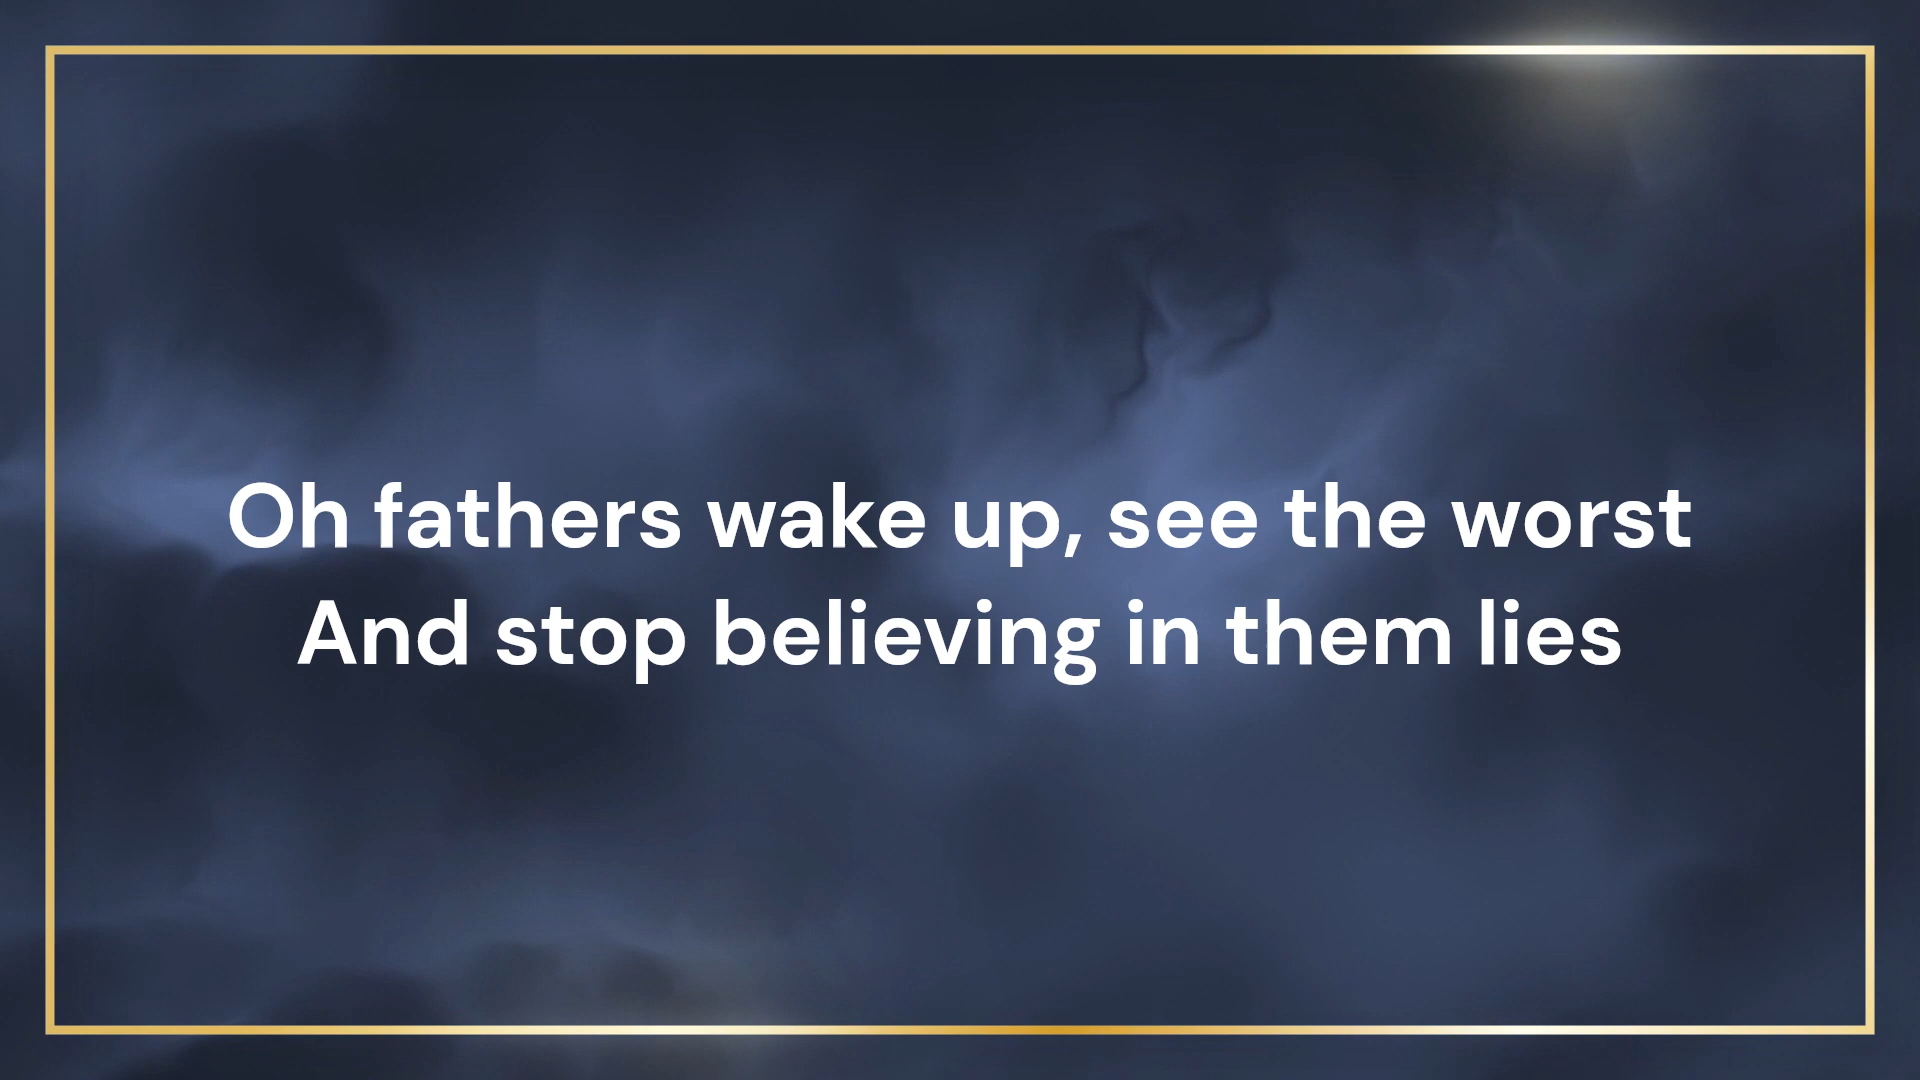 Oh fathers wake up, see the worst
And stop believing in them lies